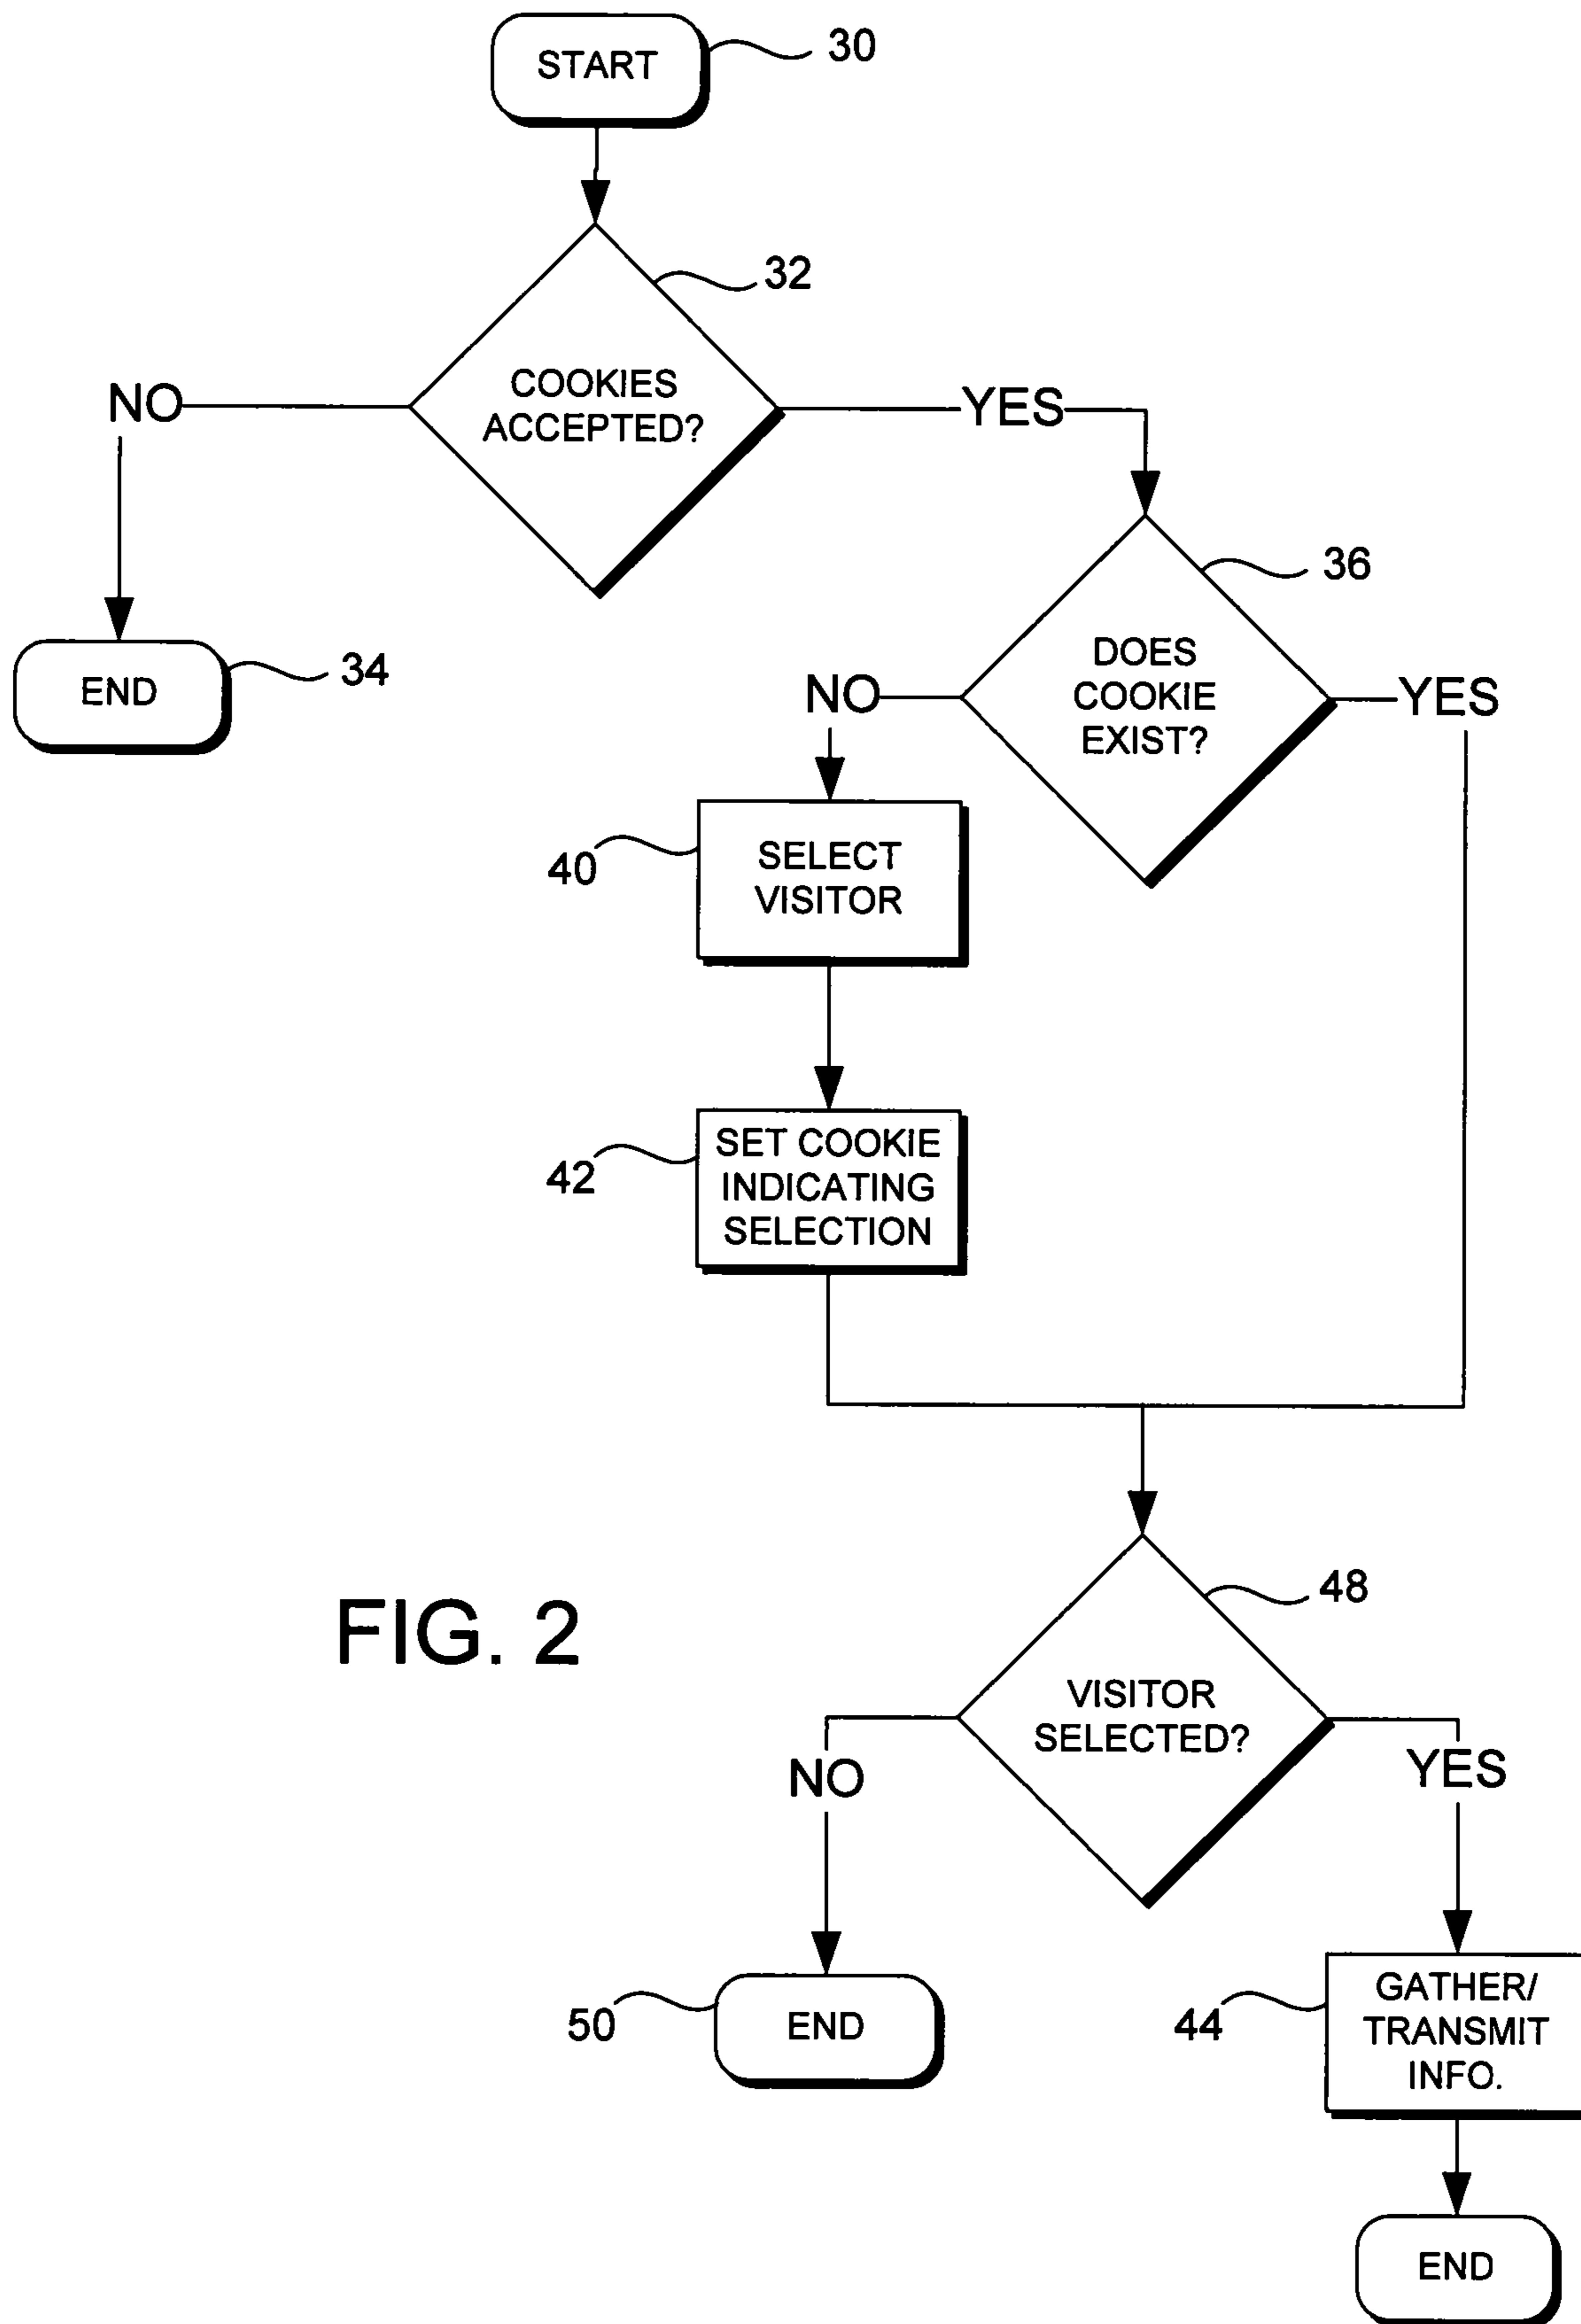 START
30
32
COOKIES
ACCEPTED?
NO
YES
36
DOES
COOKIE
EXIST?
34
END
NO
YES
40
SELECT
VISITOR
42
SET COOKIE
INDICATING
SELECTION
48
FIG. 2
VISITOR
SELECTED?
NO
YES
50
END
44
GATHER/
TRANSMIT
INFO.
END